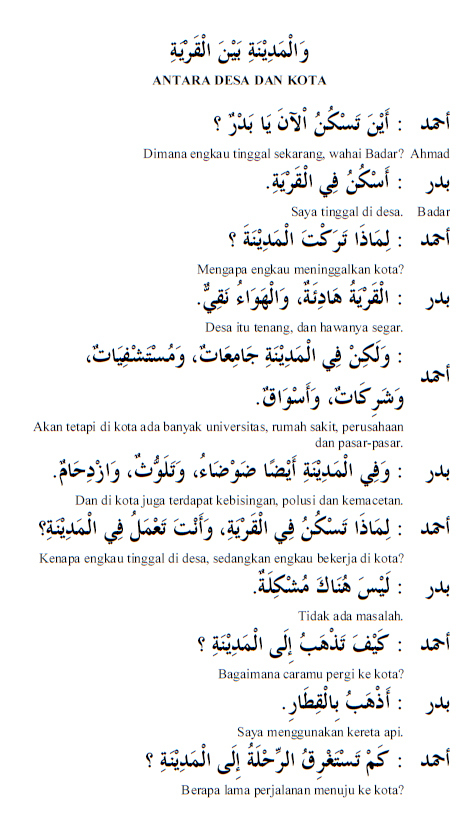 وَالْمَدِيْنَةِ بَيْنَ الْقَرْيَةِ
ANTARA DESA DAN KOTA
أحمد : أَيْنَ تَسْكُنُ اْلآنَ يَا بَدْرٌ ؟
Dimana engkau tinggal sekarang, wahai Badar? Ahmad
بدر : أَسْكُنُ فِي الْقَرْيَةِ.
Saya tinggal di desa. Badar
أحمد : لِمَاذَا تَرَكْتَ الْمَدِيْنَةَ ؟
Mengapa engkau meninggalkan kota?
بدر : الْقَرْيَةُ هَادِئَةٌ، وَالْهَوَاءُ نَقِيٌّ.
Desa itu tenang, dan hawanya segar.
أحمد : وَلَكِنْ فِي الْمَدِيْنَةِ جَامِعَاتٌ، وَمُسْتَشْفِيَاتٌ،
وَشَرِكَاتٌ، وَأَسْوَاقٌ.
Akan tetapi di kota ada banyak universitas, rumah sakit, perusahaan
dan pasar-pasar.
بدر : وَفِي الْمَدِيْنَةِ أَيْضًا ضَوْضَاءُ، وَتَلَوُّثٌ، وَازْدِحَامٌ.
Dan di kota juga terdapat kebisingan, polusi dan kemacetan.
أحمد : لِمَاذَا تَسْكُنُ فِي الْقَرْيَةِ، وَأَنْتَ تَعْمَلُ فِي الْمَدِيْنَةِ؟
Kenapa engkau tinggal di desa, sedangkan engkau bekerja di kota?
بدر : لَيْسَ هُنَاكَ مُشْكِلَةٌ.
Tidak ada masalah.
أحمد : كَيْفَ تَذْهَبُ إِلَى الْمَدِيْنَةِ ؟
Bagaimana caramu pergi ke kota?
بدر : أَذْهَبُ بِالْقِطَارِ.
Saya menggunakan kereta api.
أحمد : كَمْ تَسْتَغْرِقُ الرِّحْلَةُ إِلَى الْمَدِيْنَةِ ؟
Berapa lama perjalanan menuju ke kota?